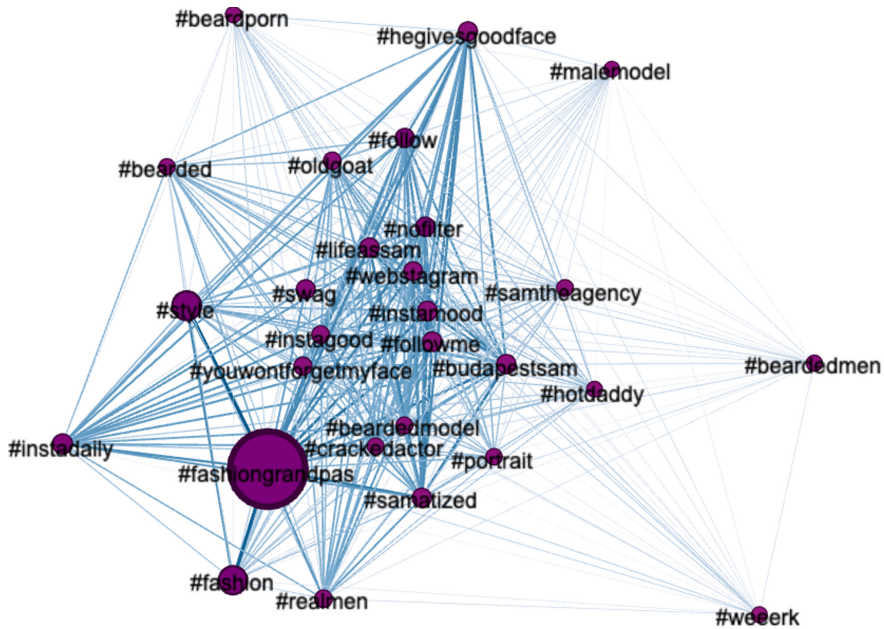 #beardporn
#hegivesgoodface
#malemodel
#follow
#oldgoat
#bearded
#nofilter
#lifeassam
#webstagram
#swag
#samtheagency
#style
#instamood
#instagood
#followme
#youwontforgetmyface
#budapestsam
#beardedmen
#hotdaddy
#beardedmodel
#instadaily
#crackedactor
#portrait
#fashiongrandpas
#samatized
#fashion
#realmen
#weeerk